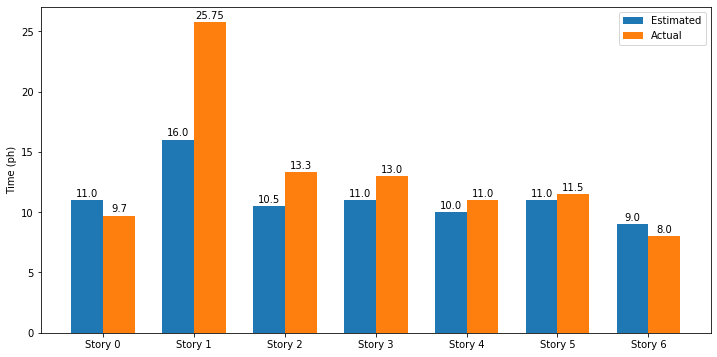 Estimated
Actual
Time (ph)
25
20
15
10
5
0
11.0
9.7
16.0
25.75
10.5
13.3
11.0
13.0
10.0
11.0
11.0
11.5
9.0
8.0
Story 0
Story 1
Story 2
Story 3
Story 4
Story 5
Story 6